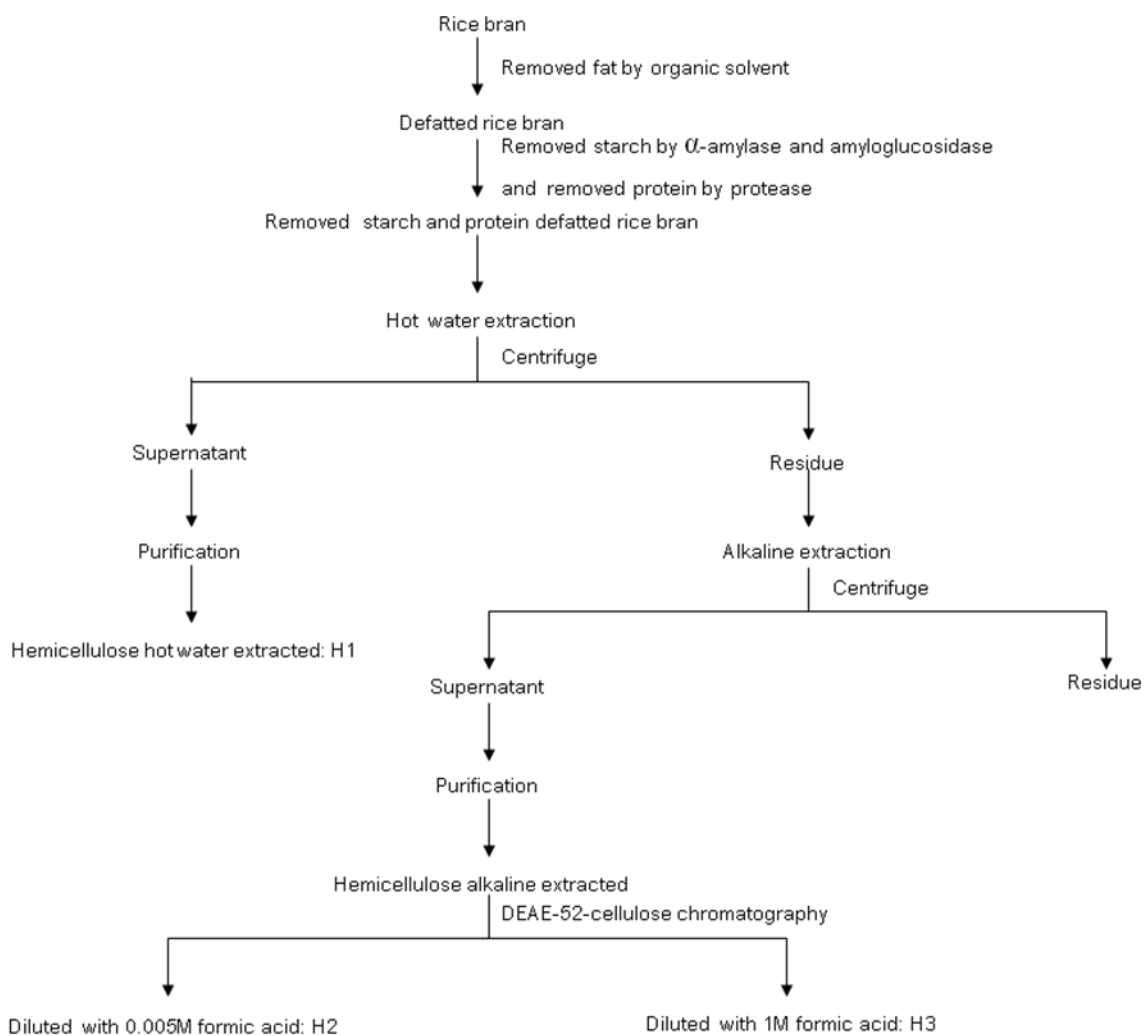 Rice bran
Removed fat by organic solvent
Defatted rice bran
Removed starch by α-amylase and amyloglucosidase
and removed protein by protease
Removed starch and protein defatted rice bran
Hot water extraction
Centrifuge
Supernatant
Residue
Purification
Alkaline extraction
Centrifuge
Hemicellulose hot water extracted: H1
Supernatant
Residue
Purification
Hemicellulose alkaline extracted
DEAE-52-cellulose chromatography
Diluted with 0.005M formic acid: H2
Diluted with 1M formic acid: H3